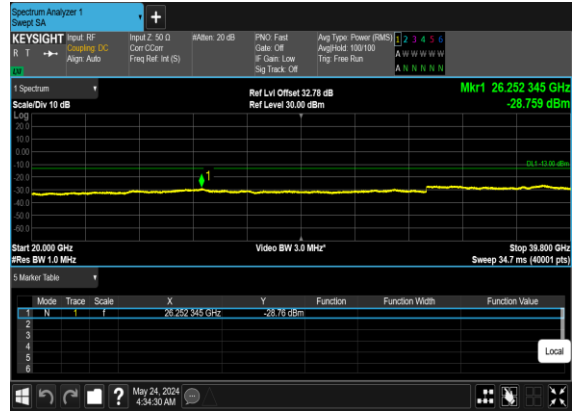 Spectrum Analyzer 1
Swept SA
+
KEYSIGHT Input: RF Input Z: 50 Ω #Atten: 20 dB PNO: Fast Avg Type: Power (RMS) 1 2 3 4 5 6
R T Coupling: DC Corr CCorr Gate: Off Avg|Hold: 100/100 A W W W W W
Align: Auto Freq Ref: Int (S) IF Gain: Low Trig: Free Run
Sig Track: Off A N N N N N
1 Spectrum
Ref Lvl Offset 32.78 dB Mkr1 26.252 345 GHz
Scale/Div 10 dB Ref Level 30.00 dBm -28.759 dBm
Log
20.0
10.0
0.00
-10.0 DL1 -13.00 dBm
1
-20.0
-30.0
-40.0
-50.0
-60.0
Start 20.000 GHz Video BW 3.0 MHz* Stop 39.800 GHz
#Res BW 1.0 MHz Sweep 34.7 ms (40001 pts)
5 Marker Table
Mode Trace Scale X Y Function Function Width Function Value
1 N 1 f 26.252 345 GHz -28.76 dBm
2
3
4
5
6
Local
? May 24, 2024
4:34:30 AM